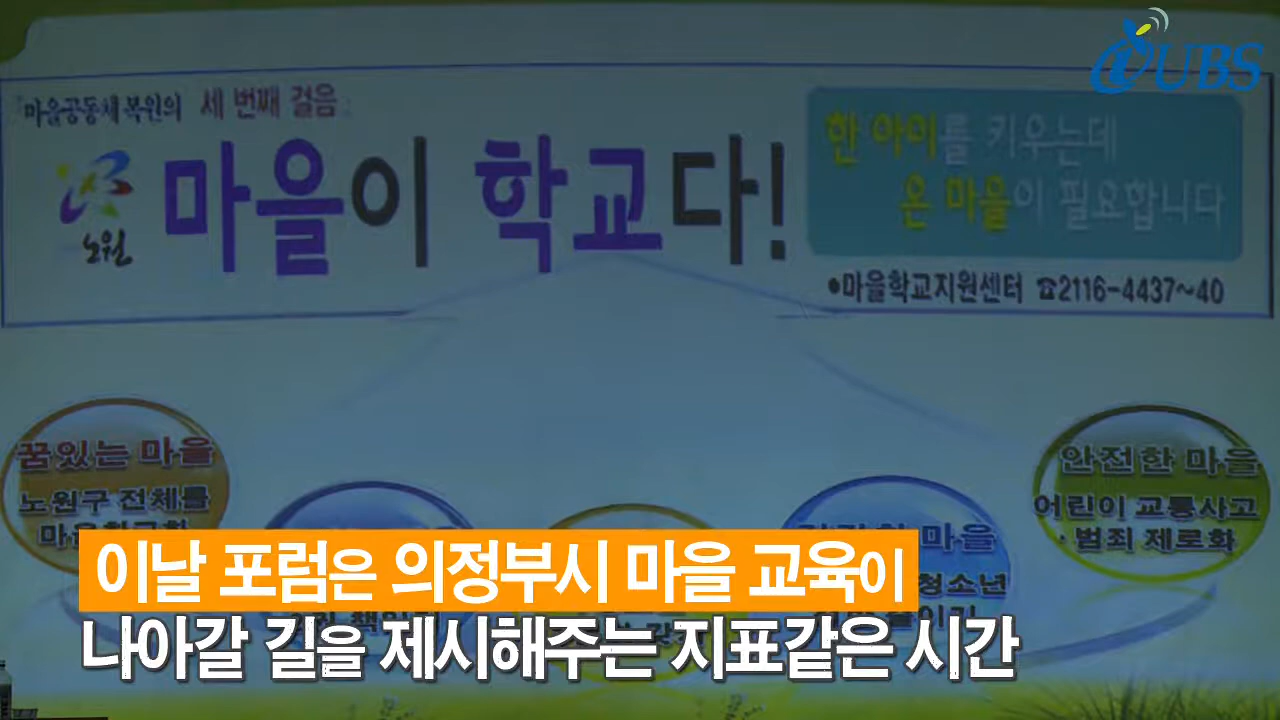 UBS
마을공동체 복원의 세 번째 걸음
한 아이를 키우는데
온 마을이 필요합니다
노원
마을이 학교다!
●마을학교지원센터 ☎2116-4437~40
꿈있는 마을
노원구 전체를
안전한 마을
어린이 교통사고
· 범죄 제로화
마을
청소년
이날 포럼은 의정부시 마을 교육이
나아갈 길을 제시해주는 지표같은 시간